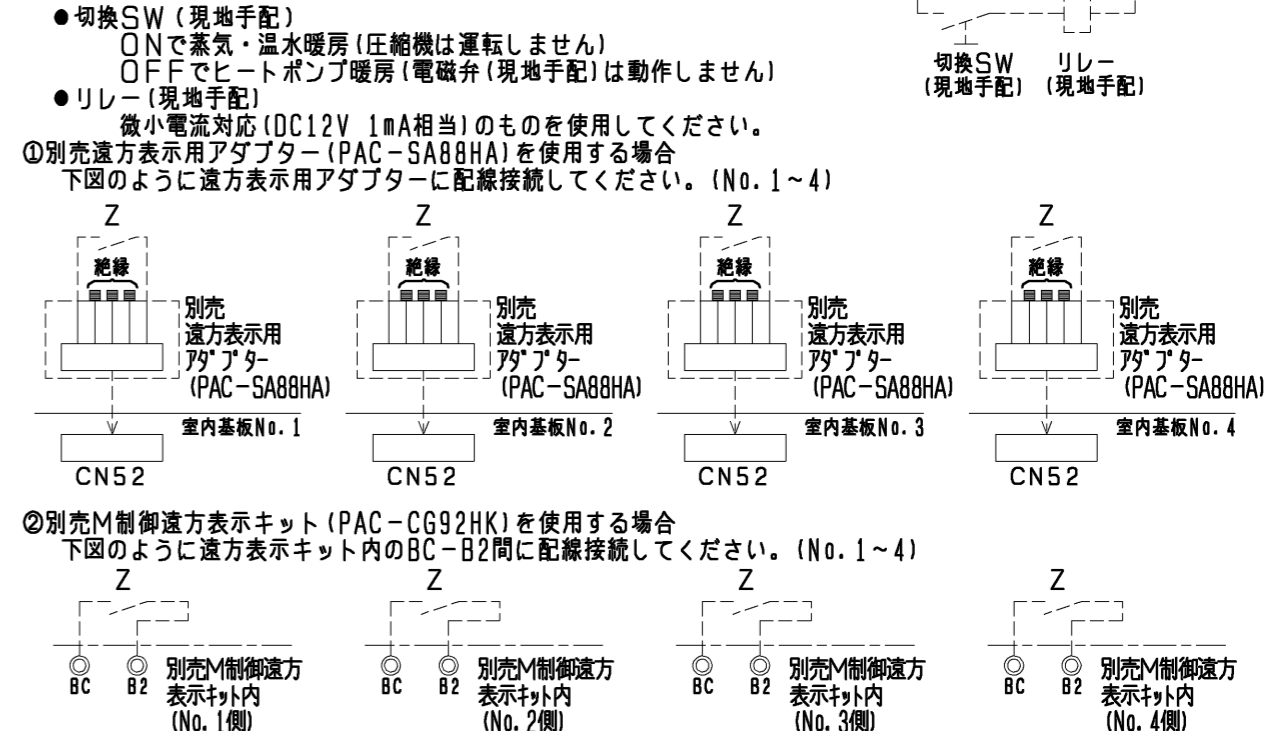 ●切換SW(現地手配)
ONで蒸気・温水暖房(圧縮機は運転しません)
OFFでヒートポンプ暖房(電磁弁(現地手配)は動作しません)
●リレー(現地手配)
微小電流対応(DC12V 1mA相当)のものを使用してください。
切換SW リレー
(現地手配) (現地手配)
①別売遠方表示用アダプター(PAC-SA88HA)を使用する場合
下図のように遠方表示用アダプターに配線接続してください。(No.1~4)
Z Z Z Z
絶縁 絶縁 絶縁 絶縁
別売 別売 別売 別売
遠方表示用 遠方表示用 遠方表示用 遠方表示用
アダプター アダプター アダプター アダプター
(PAC-SA88HA) (PAC-SA88HA) (PAC-SA88HA) (PAC-SA88HA)
室内基板No.1 室内基板No.2 室内基板No.3 室内基板No.4
CN52 CN52 CN52 CN52
②別売M制御遠方表示キット(PAC-CG92HK)を使用する場合
下図のように遠方表示キット内のBC-B2間に配線接続してください。(No.1~4)
Z Z Z Z
BC B2 別売M制御遠方 BC B2 別売M制御遠方 BC B2 別売M制御遠方 BC B2 別売M制御遠方
表示キット内 表示キット内 表示キット内 表示キット内
(No.1側) (No.2側) (No.3側) (No.4側)